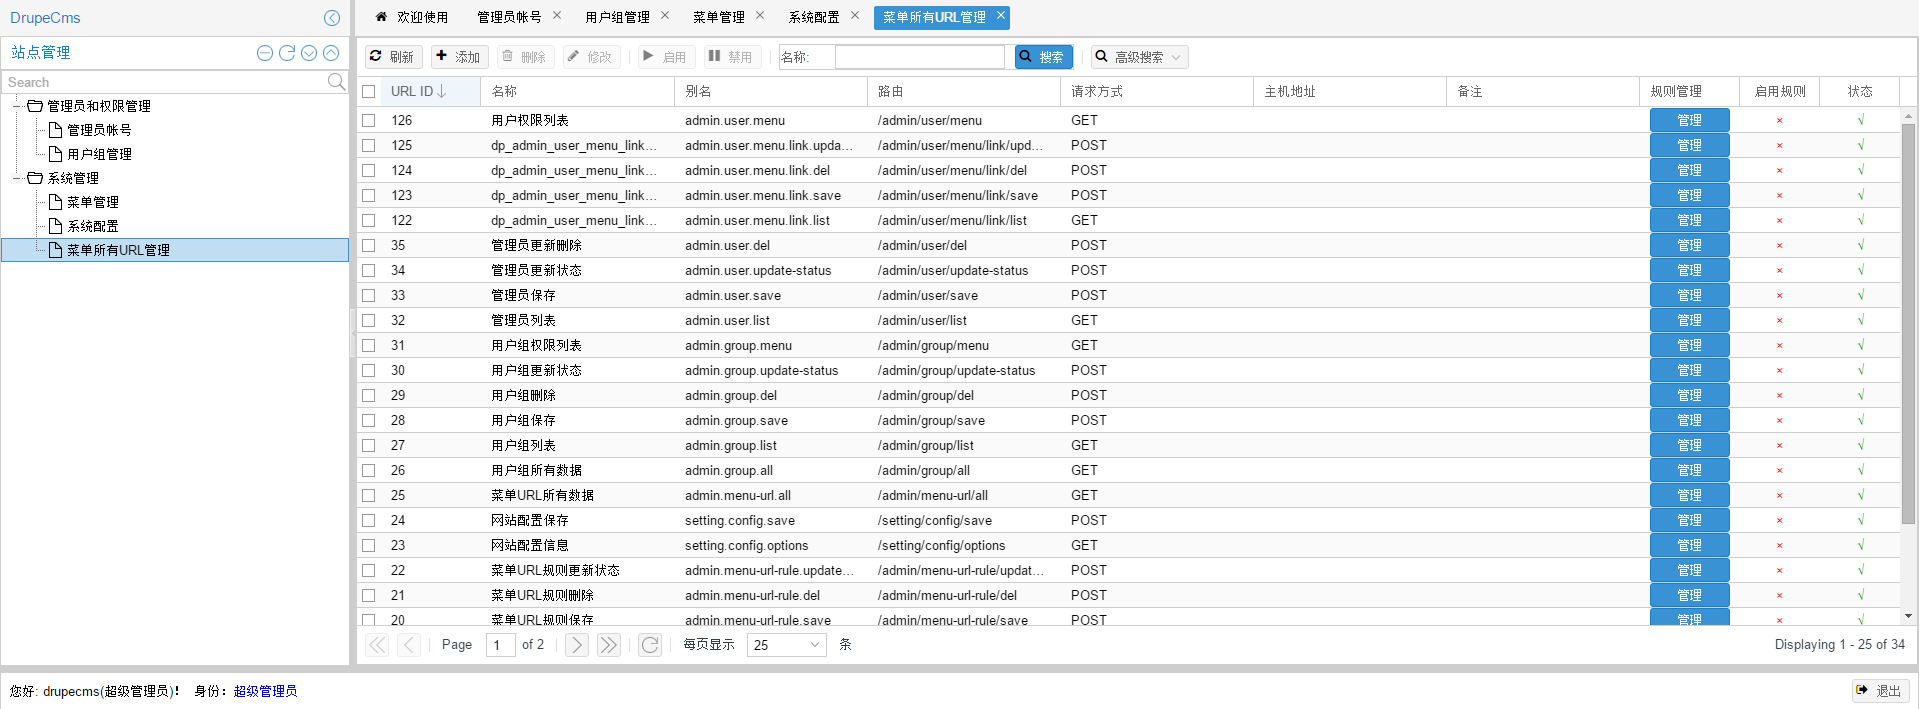 DrupeCms
欢迎使用 管理员帐号 × 用户组管理 × 菜单管理 × 系统配置 × 菜单所有URL管理 ×
站点管理
Search
管理员和权限管理
管理员帐号
用户组管理
系统管理
菜单管理
系统配置
菜单所有URL管理
刷新 添加 删除 修改 启用 禁用 名称: 搜索 高级搜索
URL ID 名称 别名 路由 请求方式 主机地址 备注 规则管理 启用规则 状态
126 用户权限列表 admin.user.menu /admin/user/menu GET 管理 × √
125 dp_admin_user_menu_link... admin.user.menu.link.upda... /admin/user/menu/link/upd... POST 管理 × √
124 dp_admin_user_menu_link... admin.user.menu.link.del /admin/user/menu/link/del POST 管理 × √
123 dp_admin_user_menu_link... admin.user.menu.link.save /admin/user/menu/link/save POST 管理 × √
122 dp_admin_user_menu_link... admin.user.menu.link.list /admin/user/menu/link/list GET 管理 × √
35 管理员更新删除 admin.user.del /admin/user/del POST 管理 × √
34 管理员更新状态 admin.user.update-status /admin/user/update-status POST 管理 × √
33 管理员保存 admin.user.save /admin/user/save POST 管理 × √
32 管理员列表 admin.user.list /admin/user/list GET 管理 × √
31 用户组权限列表 admin.group.menu /admin/group/menu GET 管理 × √
30 用户组更新状态 admin.group.update-status /admin/group/update-status POST 管理 × √
29 用户组删除 admin.group.del /admin/group/del POST 管理 × √
28 用户组保存 admin.group.save /admin/group/save POST 管理 × √
27 用户组列表 admin.group.list /admin/group/list GET 管理 × √
26 用户组所有数据 admin.group.all /admin/group/all GET 管理 × √
25 菜单URL所有数据 admin.menu-url.all /admin/menu-url/all GET 管理 × √
24 网站配置保存 setting.config.save /setting/config/save POST 管理 × √
23 网站配置信息 setting.config.options /setting/config/options GET 管理 × √
22 菜单URL规则更新状态 admin.menu-url-rule.update... /admin/menu-url-rule/updat... POST 管理 × √
21 菜单URL规则删除 admin.menu-url-rule.del /admin/menu-url-rule/del POST 管理 × √
20 菜单URL规则保存 admin.menu-url-rule.save /admin/menu-url-rule/save POST 管理 × √
Page 1 of 2 每页显示 25 条 Displaying 1 - 25 of 34
您好: drupecms(超级管理员)! 身份: 超级管理员 退出